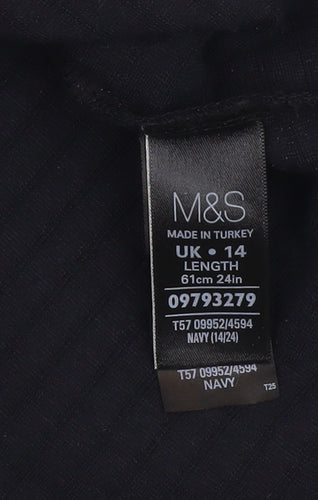 M&S
MADE IN TURKEY
UK • 14
LENGTH
61cm 24in
09793279
T57 09952/4594
NAVY (14/24)
T57 09952/4594
NAVY
T25